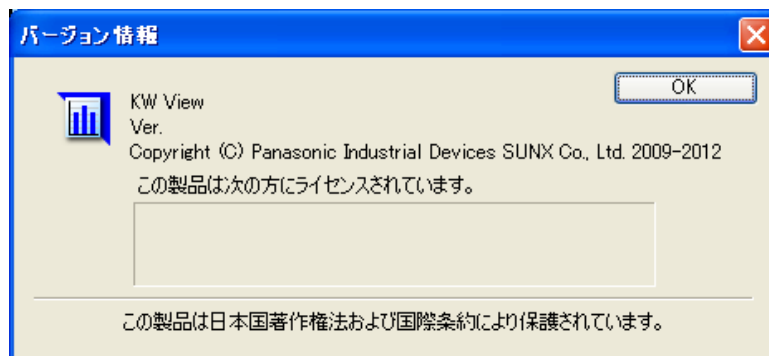 バージョン情報
OK
KW View
Ver.
Copyright (C) Panasonic Industrial Devices SUNX Co., Ltd. 2009-2012
この製品は次の方にライセンスされています。
この製品は日本国著作権法および国際条約により保護されています。